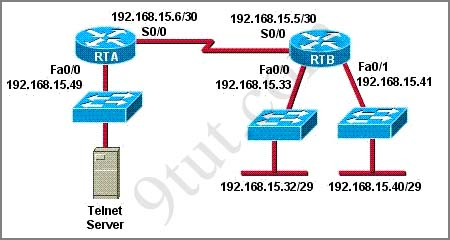 192.168.15.6/30
S0/0
192.168.15.5/30
S0/0
RTA
RTB
Fa0/0
192.168.15.49
Fa0/0
192.168.15.33
Fa0/1
192.168.15.41
192.168.15.32/29
192.168.15.40/29
Telnet
Server
9tut.com